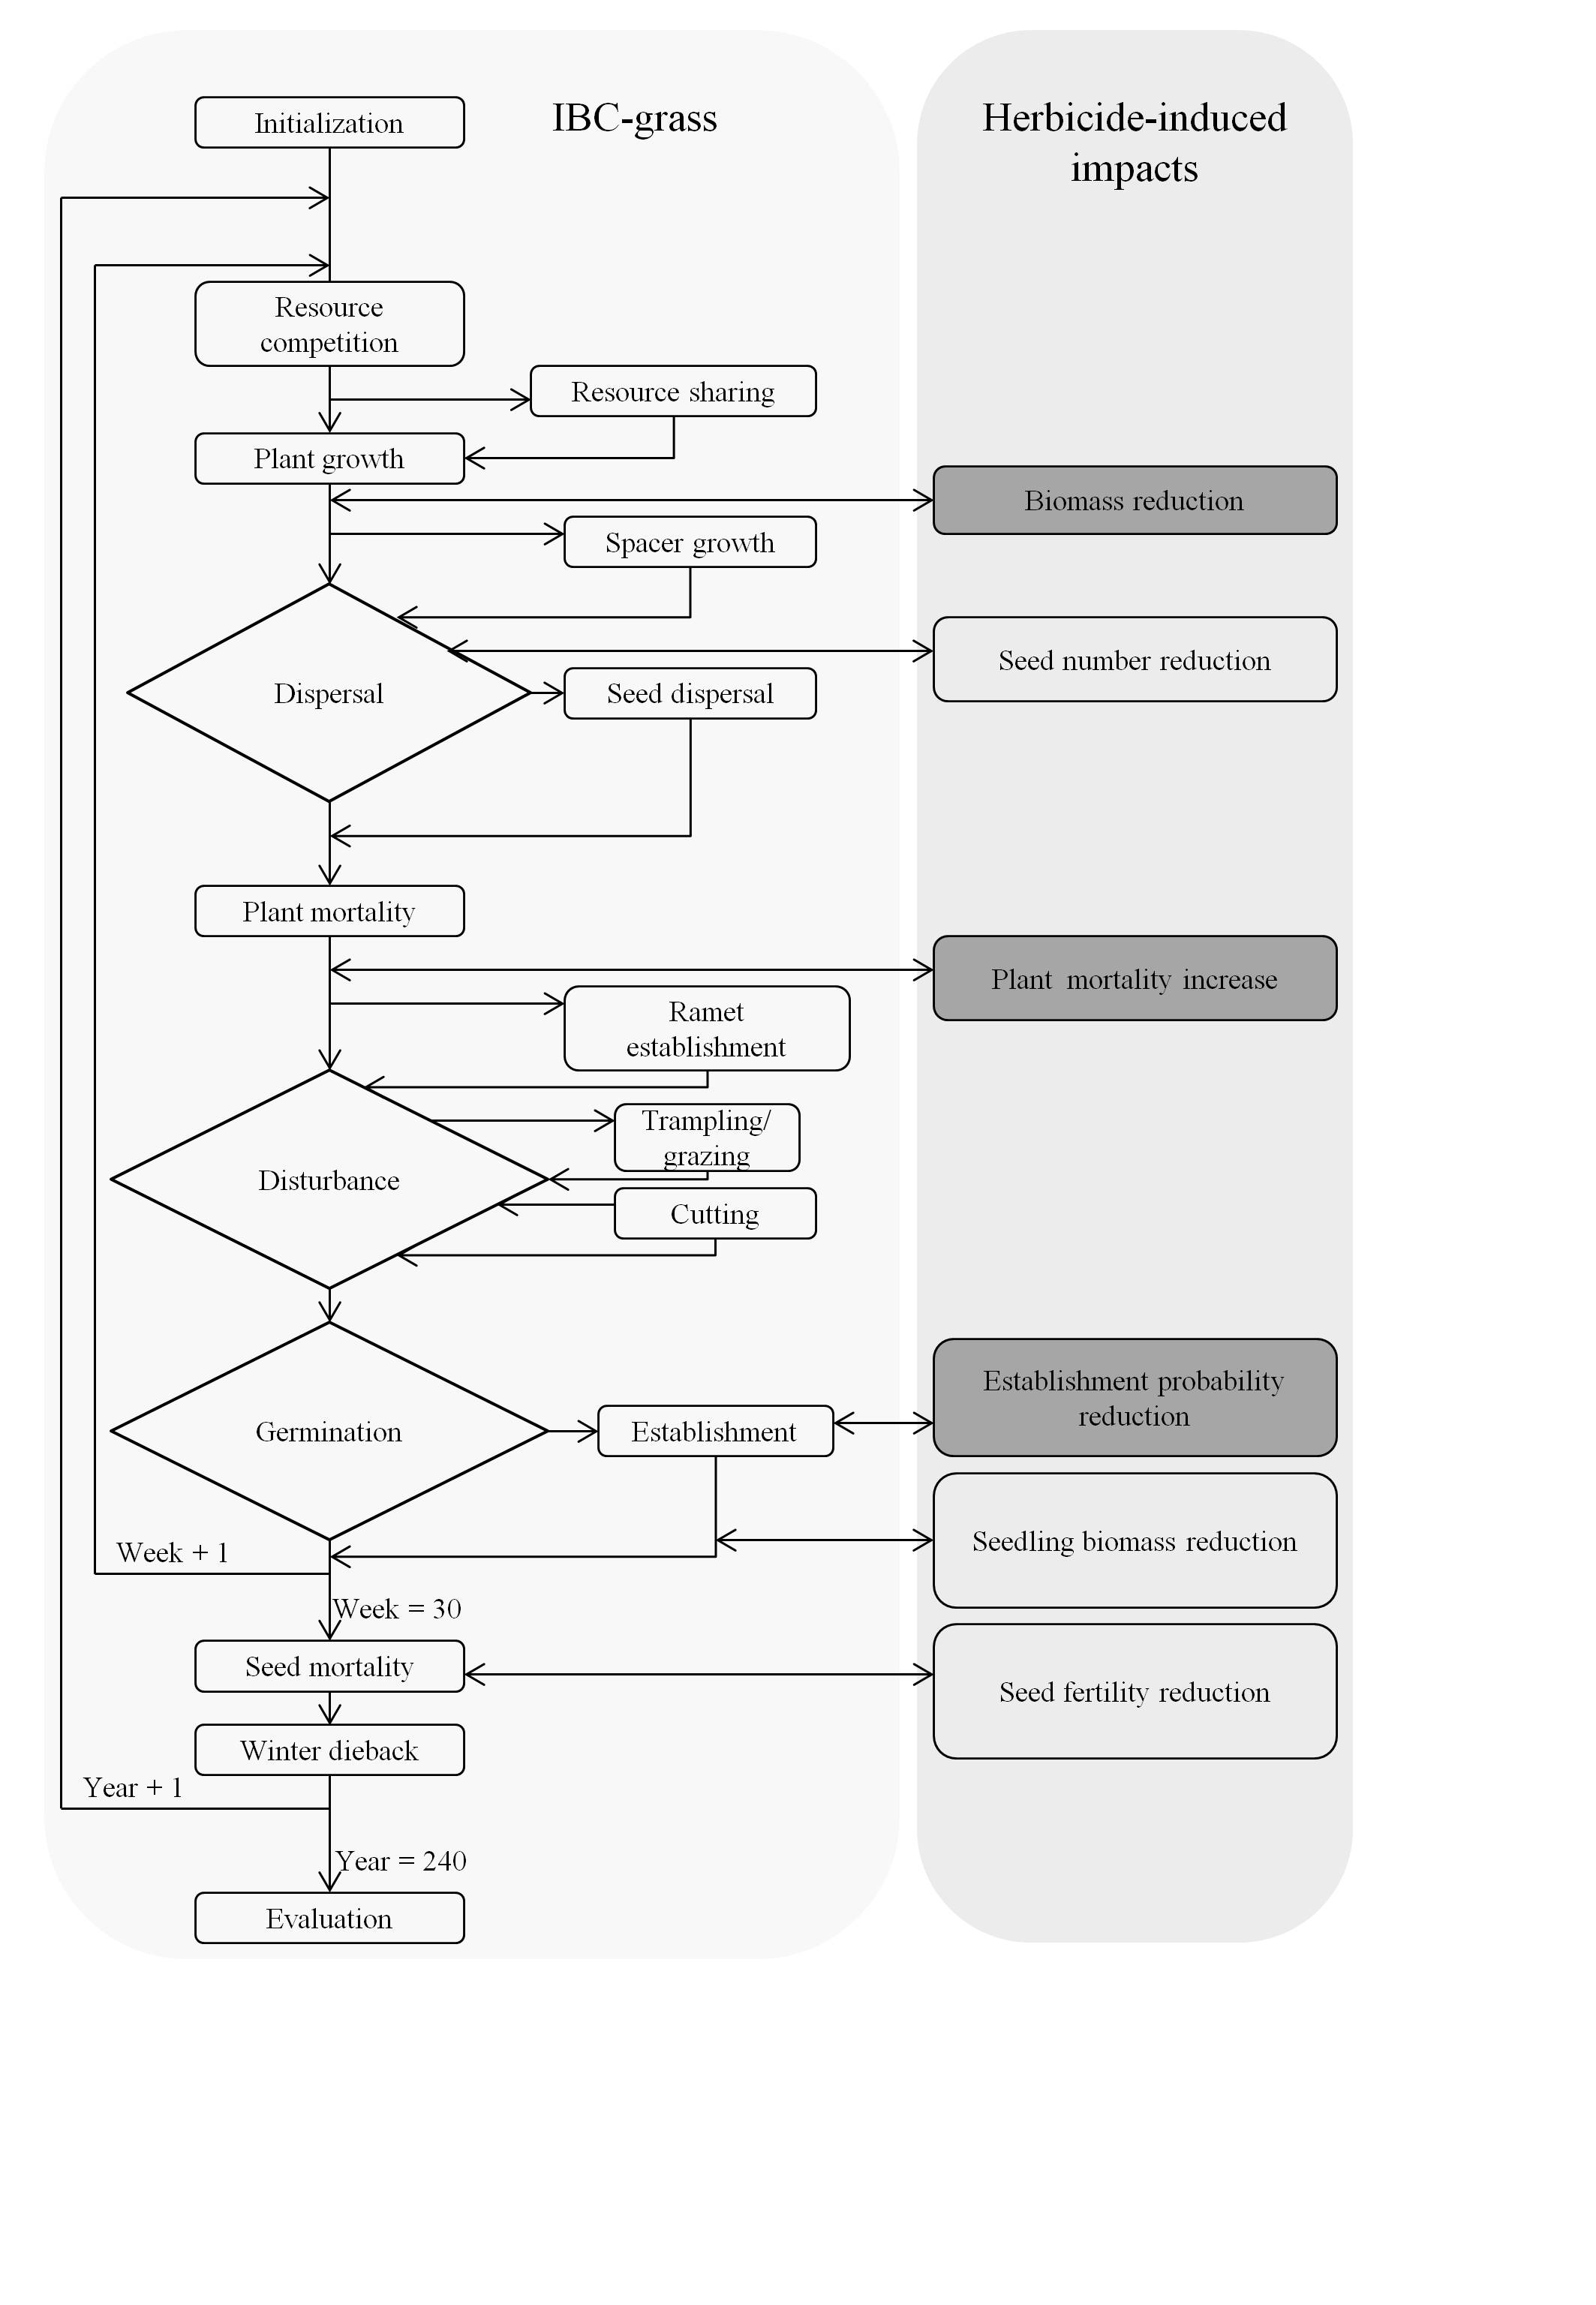 IBC-grass
Initialization
Resource
competition
Resource sharing
Plant growth
Spacer growth
Dispersal
Seed dispersal
Plant mortality
Ramet
establishment
Trampling/
grazing
Disturbance
Cutting
Germination
Establishment
Week + 1
Week = 30
Seed mortality
Winter dieback
Year + 1
Year = 240
Evaluation
Herbicide-induced
impacts
Biomass reduction
Seed number reduction
Plant mortality increase
Establishment probability
reduction
Seedling biomass reduction
Seed fertility reduction